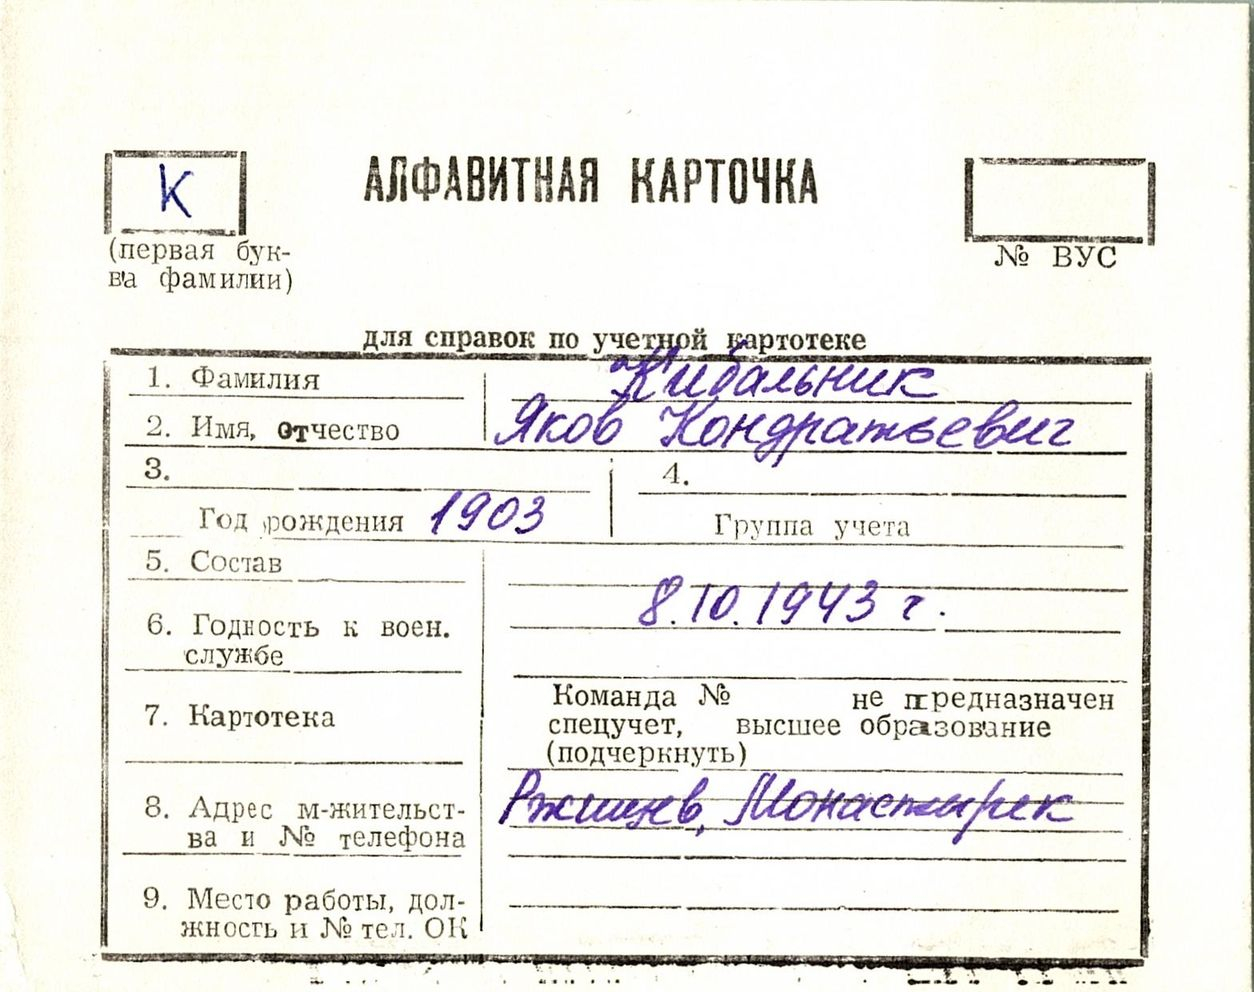 К
АЛФАВИТНАЯ КАРТОЧКА
(первая бук-
ва фамилии)
№ ВУС
для справок по учетной картотеке
1. Фамилия Кибальник
2. Имя, отчество Яков Кондратьевич
3.
4.
Год рождения 1903
Группа учета
5. Состав
8.10.1943 г.
6. Годность к воен.
службе
7. Картотека
Команда № не предназначен
спецучет, высшее образование
(подчеркнуть)
8. Адрес м-жительст-
ва и № телефона
Ржищев, Монастырек
9. Место работы, дол-
жность и № тел. ОК